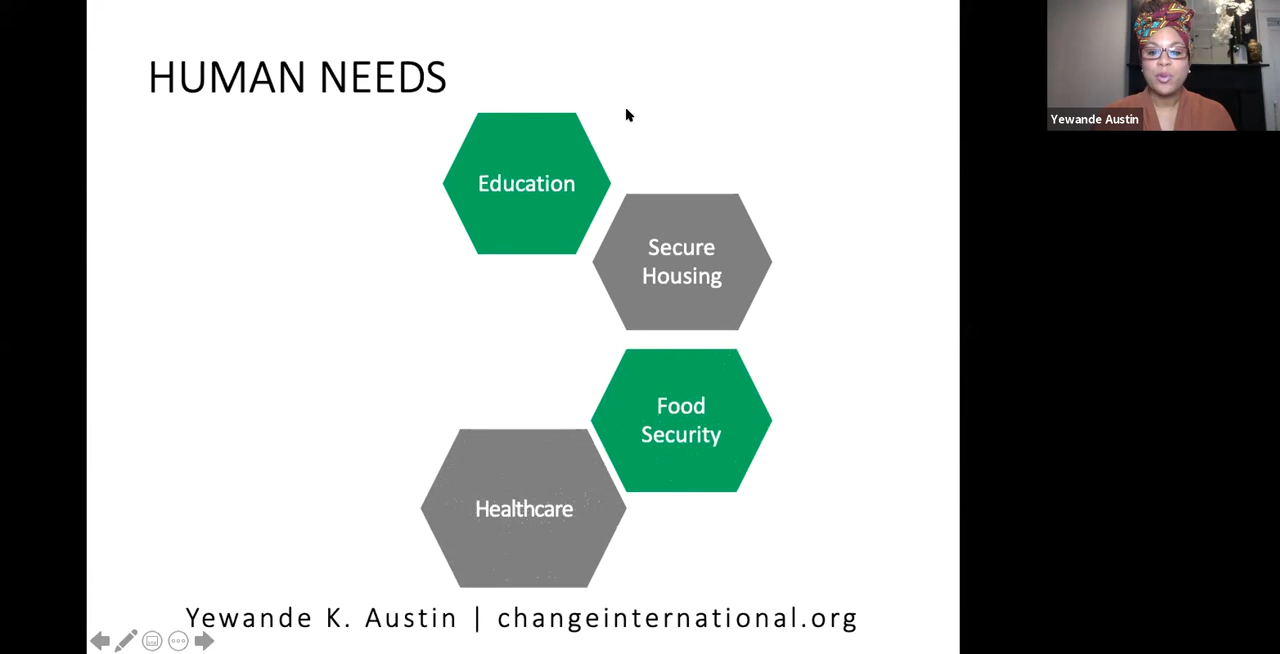 HUMAN NEEDS
Education
Secure
Housing
Food
Security
Healthcare
Yewande K. Austin | changeinternational.org
Yewande Austin